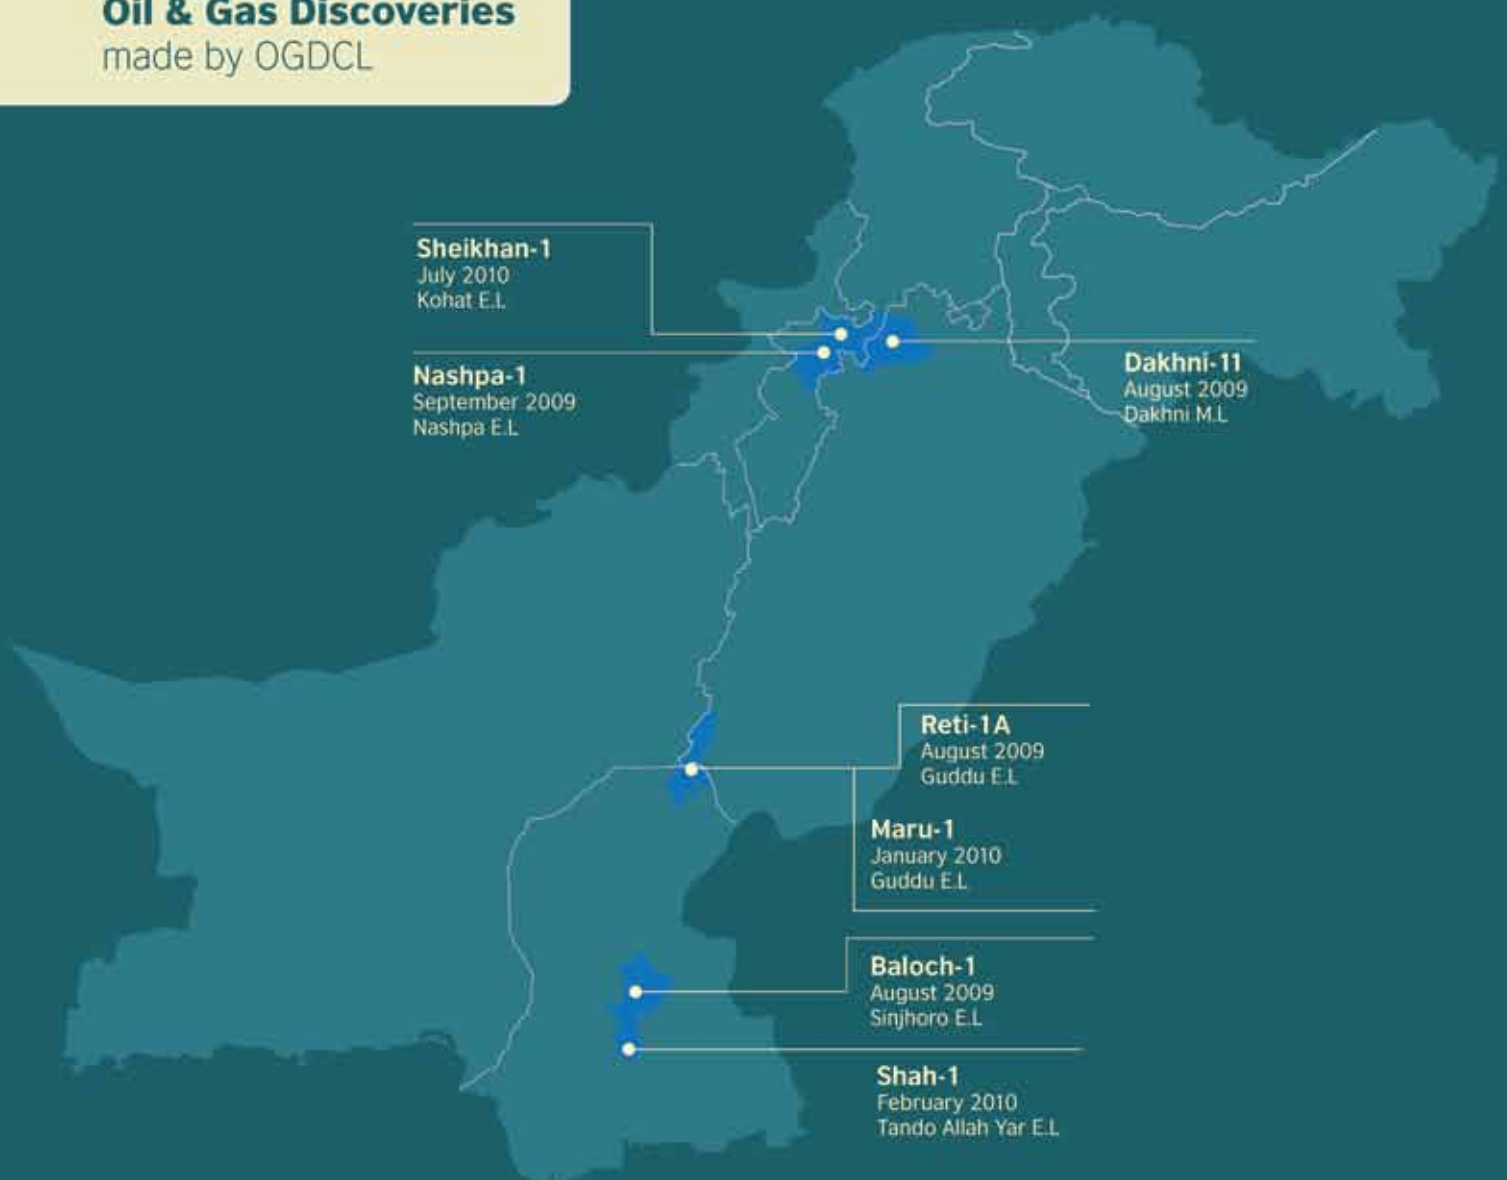 Oil & Gas Discoveries
made by OGDCL
Sheikhan-1
July 2010
Kohat E.L
Nashpa-1
September 2009
Nashpa E.L
Dakhni-11
August 2009
Dakhni M.L
Reti-1A
August 2009
Guddu E.L
Maru-1
January 2010
Guddu E.L
Baloch-1
August 2009
Sinjhoro E.L
Shah-1
February 2010
Tando Allah Yar E.L